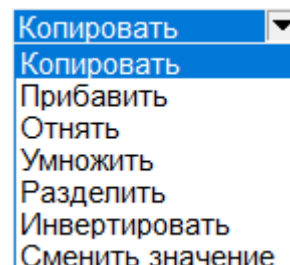 Копировать
Копировать
Прибавить
Отнять
Умножить
Разделить
Инвертировать
Сменить значение